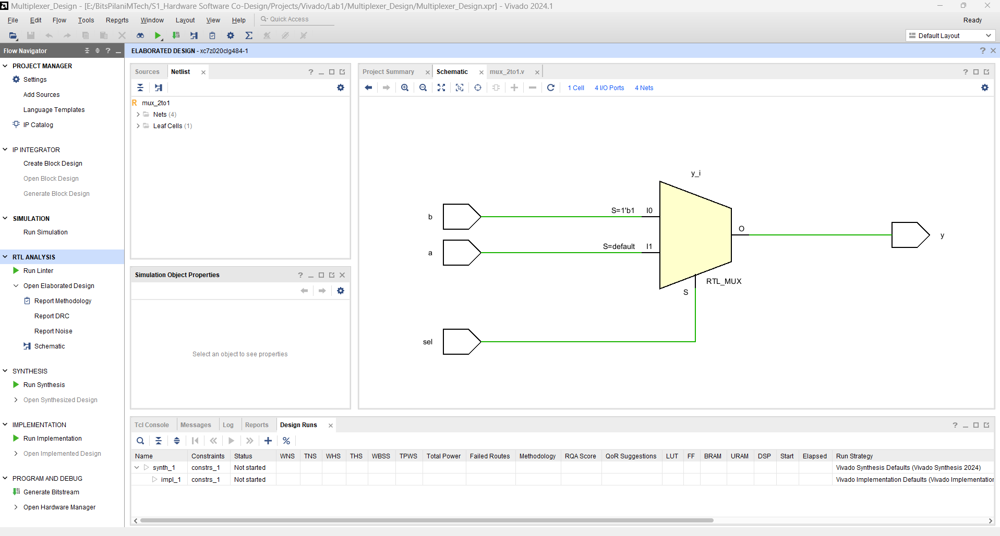 Multiplexer_Design - [E:/BitsPilaniMTech/S1_Hardware Software Co-Design/Projects/Vivado/Lab1/Multiplexer_Design/Multiplexer_Design.xpr] - Vivado 2024.1
File Edit Flow Tools Reports Window Layout View Help Quick Access Ready
Default Layout
Flow Navigator
ELABORATED DESIGN - xc7z020clg484-1
PROJECT MANAGER
Settings
Add Sources
Language Templates
IP Catalog
IP INTEGRATOR
Create Block Design
Open Block Design
Generate Block Design
SIMULATION
Run Simulation
RTL ANALYSIS
Run Linter
Open Elaborated Design
Report Methodology
Report DRC
Report Noise
Schematic
SYNTHESIS
Run Synthesis
Open Synthesized Design
IMPLEMENTATION
Run Implementation
Open Implemented Design
PROGRAM AND DEBUG
Generate Bitstream
Open Hardware Manager
Sources Netlist
R mux_2to1
Nets (4)
Leaf Cells (1)
Simulation Object Properties
Select an object to see properties
Project Summary Schematic mux_2to1.v
1 Cell 4 I/O Ports 4 Nets
y_i
b S=1'b1 I0
O
y
a S=default I1
RTL_MUX
S
sel
Tcl Console Messages Log Reports Design Runs
Name Constraints Status WNS TNS WHS THS WBSS TPWS Total Power Failed Routes Methodology RQA Score QoR Suggestions LUT FF BRAM URAM DSP Start Elapsed Run Strategy
synth_1 constrs_1 Not started Vivado Synthesis Defaults (Vivado Synthesis 2024)
impl_1 constrs_1 Not started Vivado Implementation Defaults (Vivado Implementation